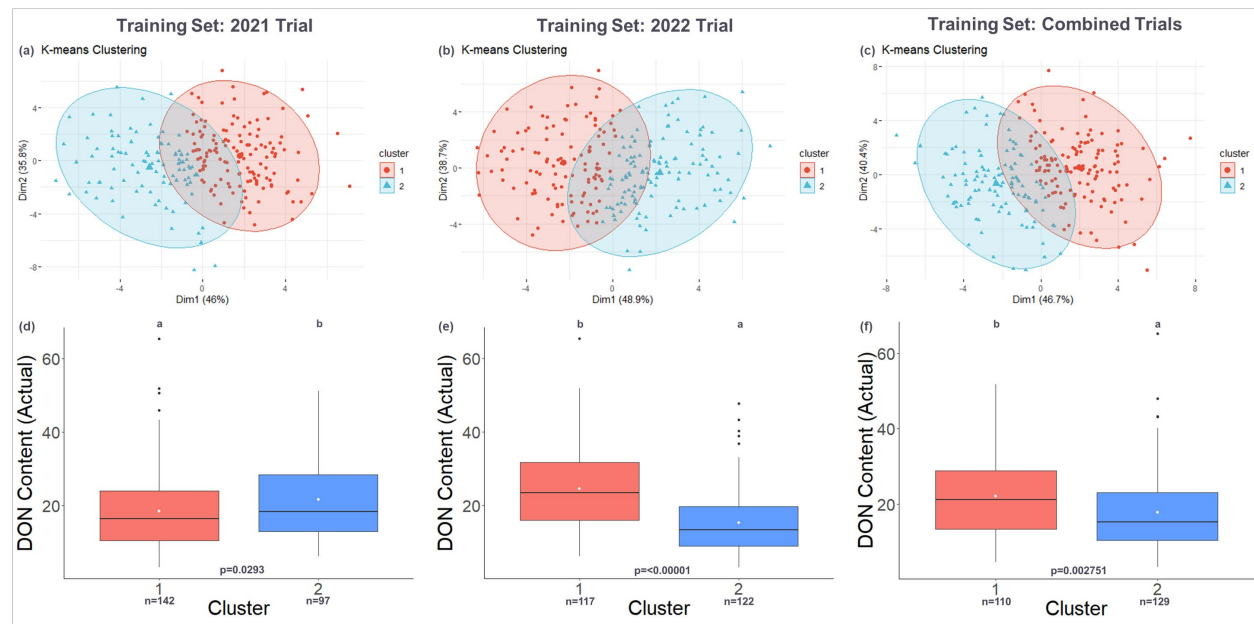 Training Set: 2021 Trial
Training Set: 2022 Trial
Training Set: Combined Trials
(a) K-means Clustering
4
0
-4
-8
Dim2 (35.8%)
-4
0
4
Dim1 (46%)
cluster
1
2
(b) K-means Clustering
4
0
-4
Dim2 (38.7%)
-4
0
4
8
Dim1 (48.9%)
cluster
1
2
(c) K-means Clustering
8
4
0
-4
Dim2 (40.4%)
-8
-4
0
4
8
Dim1 (46.7%)
cluster
1
2
(d)
a
b
60
40
20
DON Content (Actual)
p=0.0293
1
2
n=142
n=97
Cluster
(e)
b
a
60
40
20
DON Content (Actual)
p=<0.00001
1
2
n=117
n=122
Cluster
(f)
b
a
60
40
20
DON Content (Actual)
p=0.002751
1
2
n=110
n=129
Cluster